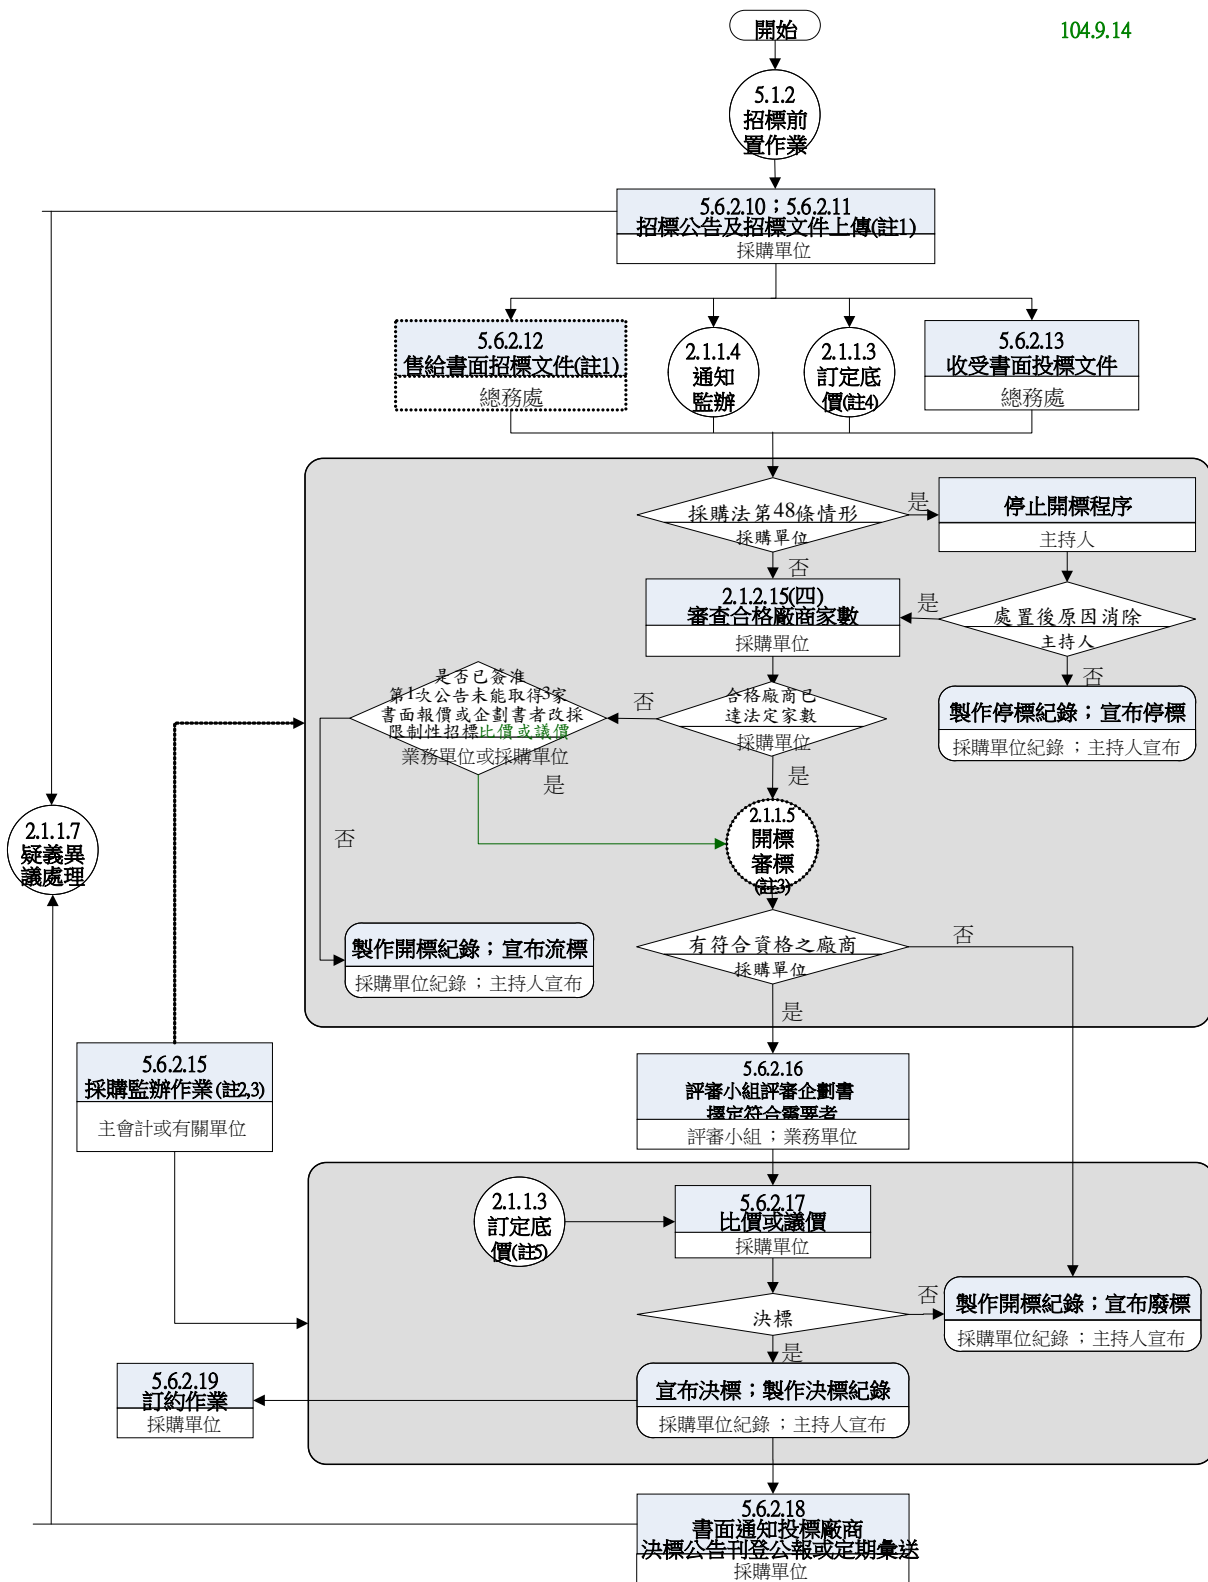 104.9.14
開始
5.1.2
招標前
置作業
5.6.2.10；5.6.2.11
招標公告及招標文件上傳(註1)
採購單位
5.6.2.12
售給書面招標文件(註1)
總務處
2.1.1.4
通知
監辦
2.1.1.3
訂定底
價(註4)
5.6.2.13
收受書面投標文件
總務處
採購法第48條情形
採購單位
是
停止開標程序
主持人
否
2.1.2.15(四)
審查合格廠商家數
採購單位
是
處置後原因消除
主持人
否
製作停標紀錄；宣布停標
採購單位紀錄；主持人宣布
是否已簽准
第1次公告未能取得3家
書面報價或企劃書者改採
限制性招標比價或議價
業務單位或採購單位
否
合格廠商已
達法定家數
採購單位
是
是
否
2.1.1.5
開標
審標
(註3)
2.1.1.7
疑義異
議處理
製作開標紀錄；宣布流標
採購單位紀錄；主持人宣布
有符合資格之廠商
採購單位
否
是
5.6.2.15
採購監辦作業(註2,3)
主會計或有關單位
5.6.2.16
評審小組評審企劃書
擇定符合需要者
評審小組；業務單位
2.1.1.3
訂定底
價(註5)
5.6.2.17
比價或議價
採購單位
決標
否
製作開標紀錄；宣布廢標
採購單位紀錄；主持人宣布
是
宣布決標；製作決標紀錄
採購單位紀錄；主持人宣布
5.6.2.19
訂約作業
採購單位
5.6.2.18
書面通知投標廠商
決標公告刊登公報或定期彙送
採購單位